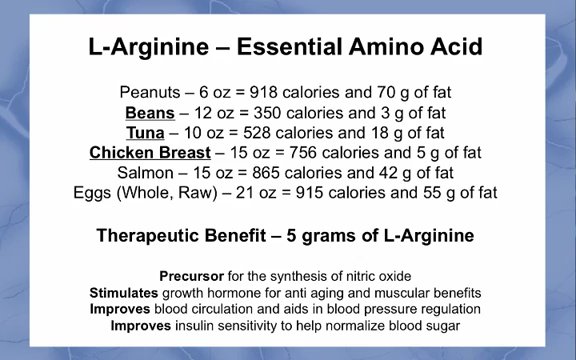 L-Arginine – Essential Amino Acid
Peanuts – 6 oz = 918 calories and 70 g of fat
Beans – 12 oz = 350 calories and 3 g of fat
Tuna – 10 oz = 528 calories and 18 g of fat
Chicken Breast – 15 oz = 756 calories and 5 g of fat
Salmon – 15 oz = 865 calories and 42 g of fat
Eggs (Whole, Raw) – 21 oz = 915 calories and 55 g of fat
Therapeutic Benefit – 5 grams of L-Arginine
Precursor for the synthesis of nitric oxide
Stimulates growth hormone for anti aging and muscular benefits
Improves blood circulation and aids in blood pressure regulation
Improves insulin sensitivity to help normalize blood sugar